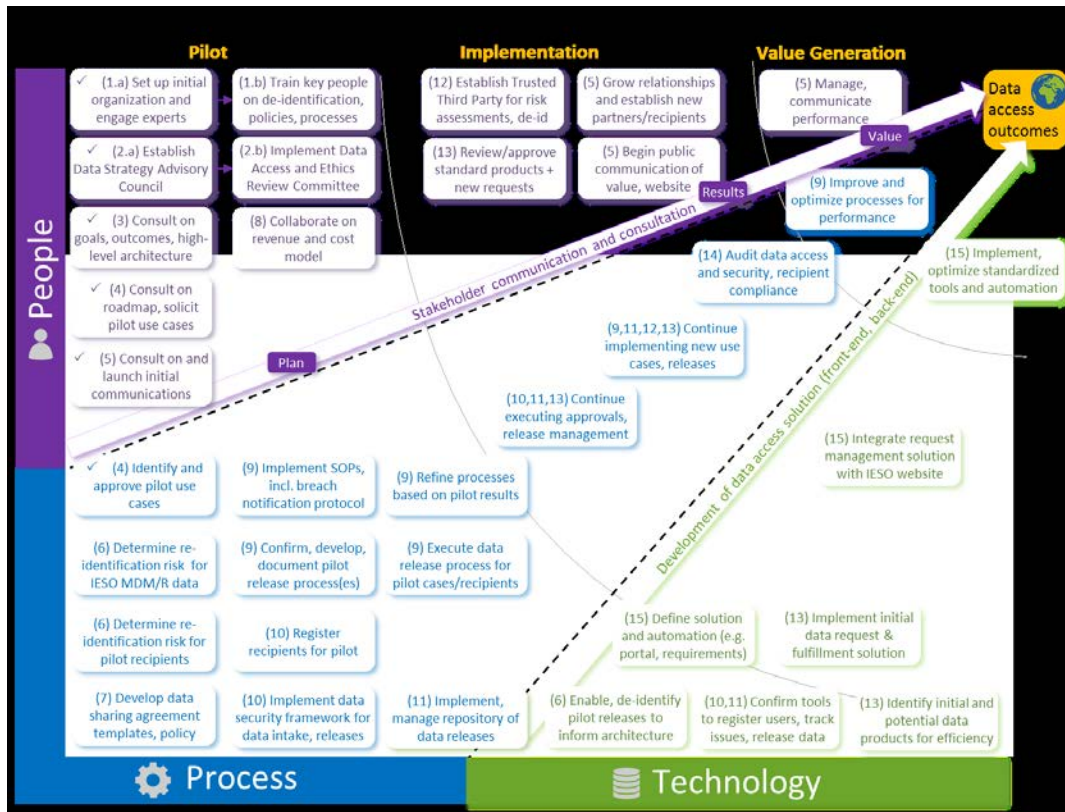 Pilot
Implementation
Value Generation
✓ (1.a) Set up initial
organization and
engage experts
(1.b) Train key people
on de-identification,
policies, processes
(12) Establish Trusted
Third Party for risk
assessments, de-id
(5) Grow relationships
and establish new
partners/recipients
(5) Manage,
communicate
performance
Data
access
outcomes
✓ (2.a) Establish
Data Strategy Advisory
Council
(2.b) Implement Data
Access and Ethics
Review Committee
(13) Review/approve
standard products +
new requests
(5) Begin public
communication of
value, website
Value
Results
Plan
Stakeholder communication and consultation
✓ (3) Consult on
goals, outcomes, high-
level architecture
(8) Collaborate on
revenue and cost
model
(9) Improve and
optimize processes for
performance
✓ (4) Consult on
roadmap, solicit
pilot use cases
(14) Audit data access
and security, recipient
compliance
(15) Implement,
optimize standardized
tools and automation
✓ (5) Consult on and
launch initial
communications
(9,11,12,13) Continue
implementing new use
cases, releases
(10,11,13) Continue
executing approvals,
release management
People
Development of data access solution (front-end, back-end)
(15) Integrate request
management solution
with IESO website
✓ (4) Identify and
approve pilot use
cases
(9) Implement SOPs,
incl. breach
notification protocol
(9) Refine processes
based on pilot results
(6) Determine re-
identification risk for
IESO MDM/R data
(9) Confirm, develop,
document pilot
release process(es)
(9) Execute data
release process for
pilot cases/recipients
(6) Determine re-
identification risk for
pilot recipients
(10) Register
recipients for pilot
(15) Define solution
and automation (e.g.
portal, requirements)
(13) Implement initial
data request &
fulfillment solution
(7) Develop data
sharing agreement
templates, policy
(10) Implement data
security framework for
data intake, releases
(11) Implement,
manage repository of
data releases
(6) Enable, de-identify
pilot releases to
inform architecture
(10,11) Confirm tools
to register users, track
issues, release data
(13) Identify initial and
potential data
products for efficiency
Process
Technology